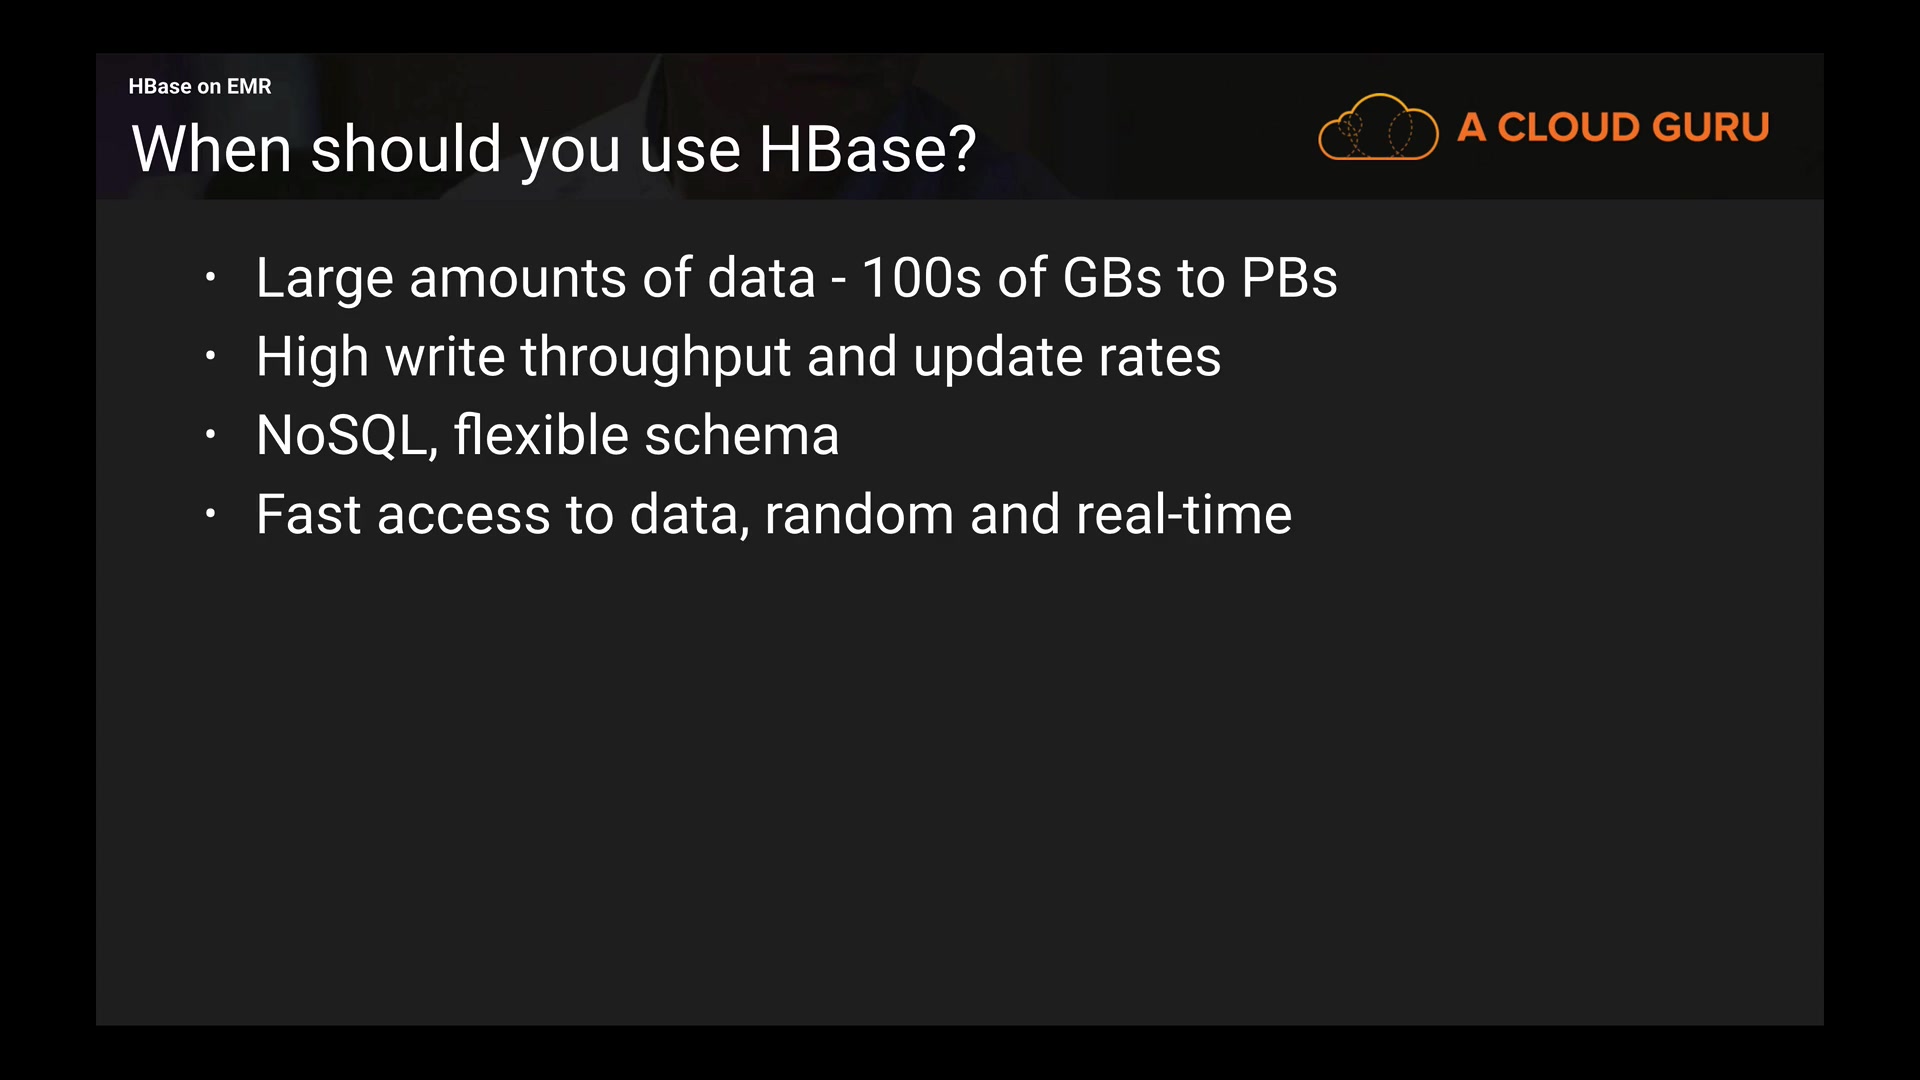 HBase on EMR
When should you use HBase?
A CLOUD GURU
• Large amounts of data - 100s of GBs to PBs
• High write throughput and update rates
• NoSQL, flexible schema
• Fast access to data, random and real-time